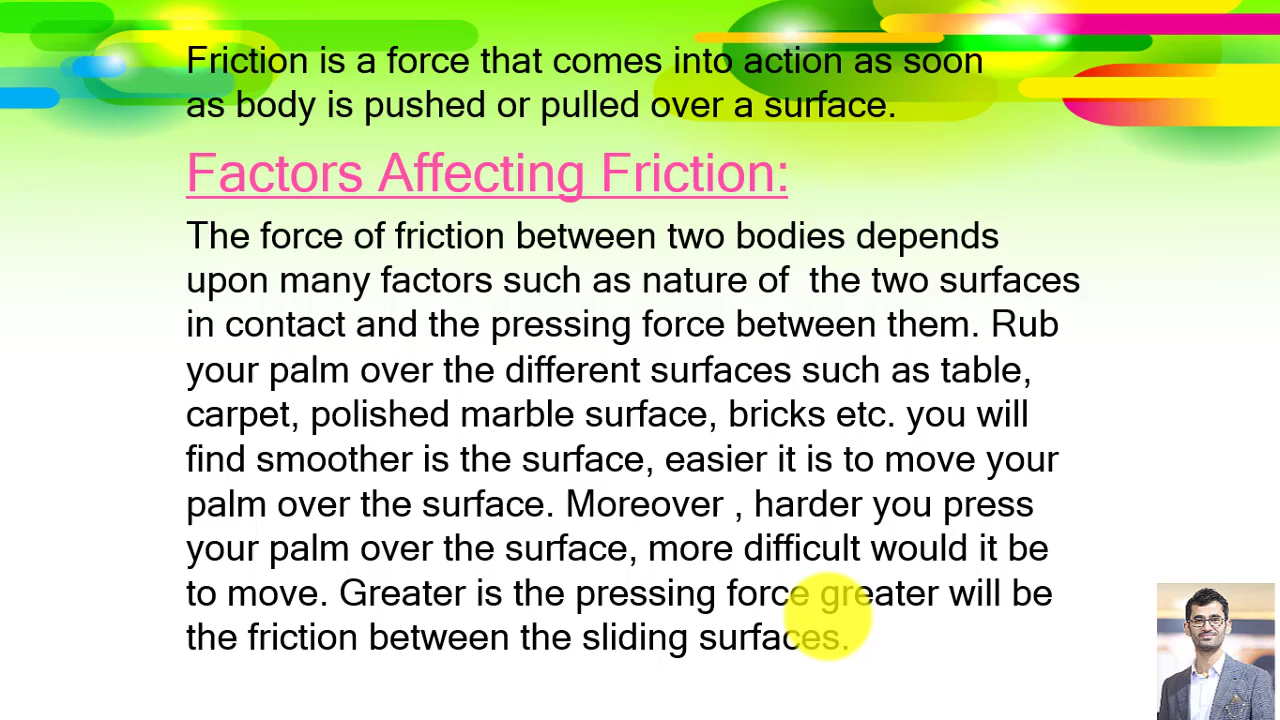 Friction is a force that comes into action as soon
as body is pushed or pulled over a surface.
Factors Affecting Friction:
The force of friction between two bodies depends
upon many factors such as nature of  the two surfaces
in contact and the pressing force between them. Rub
your palm over the different surfaces such as table,
carpet, polished marble surface, bricks etc. you will
find smoother is the surface, easier it is to move your
palm over the surface. Moreover , harder you press
your palm over the surface, more difficult would it be
to move. Greater is the pressing force greater will be
the friction between the sliding surfaces.